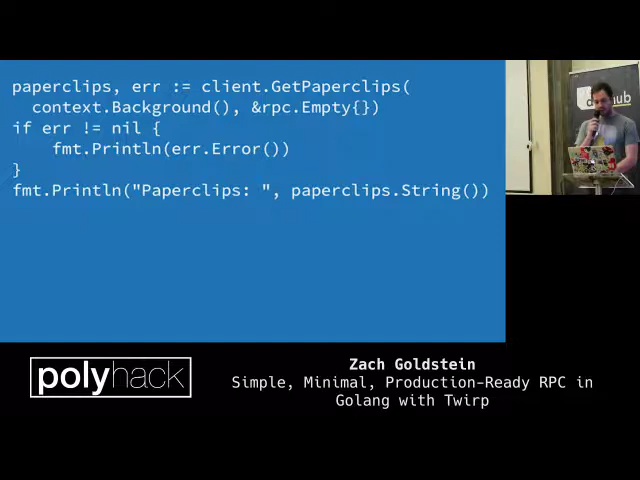 paperclips, err := client.GetPaperclips(
context.Background(), &rpc.Empty{})
if err != nil {
fmt.Println(err.Error())
}
fmt.Println("Paperclips: ", paperclips.String())
polyhack
Zach Goldstein
Simple, Minimal, Production-Ready RPC in
Golang with Twirp